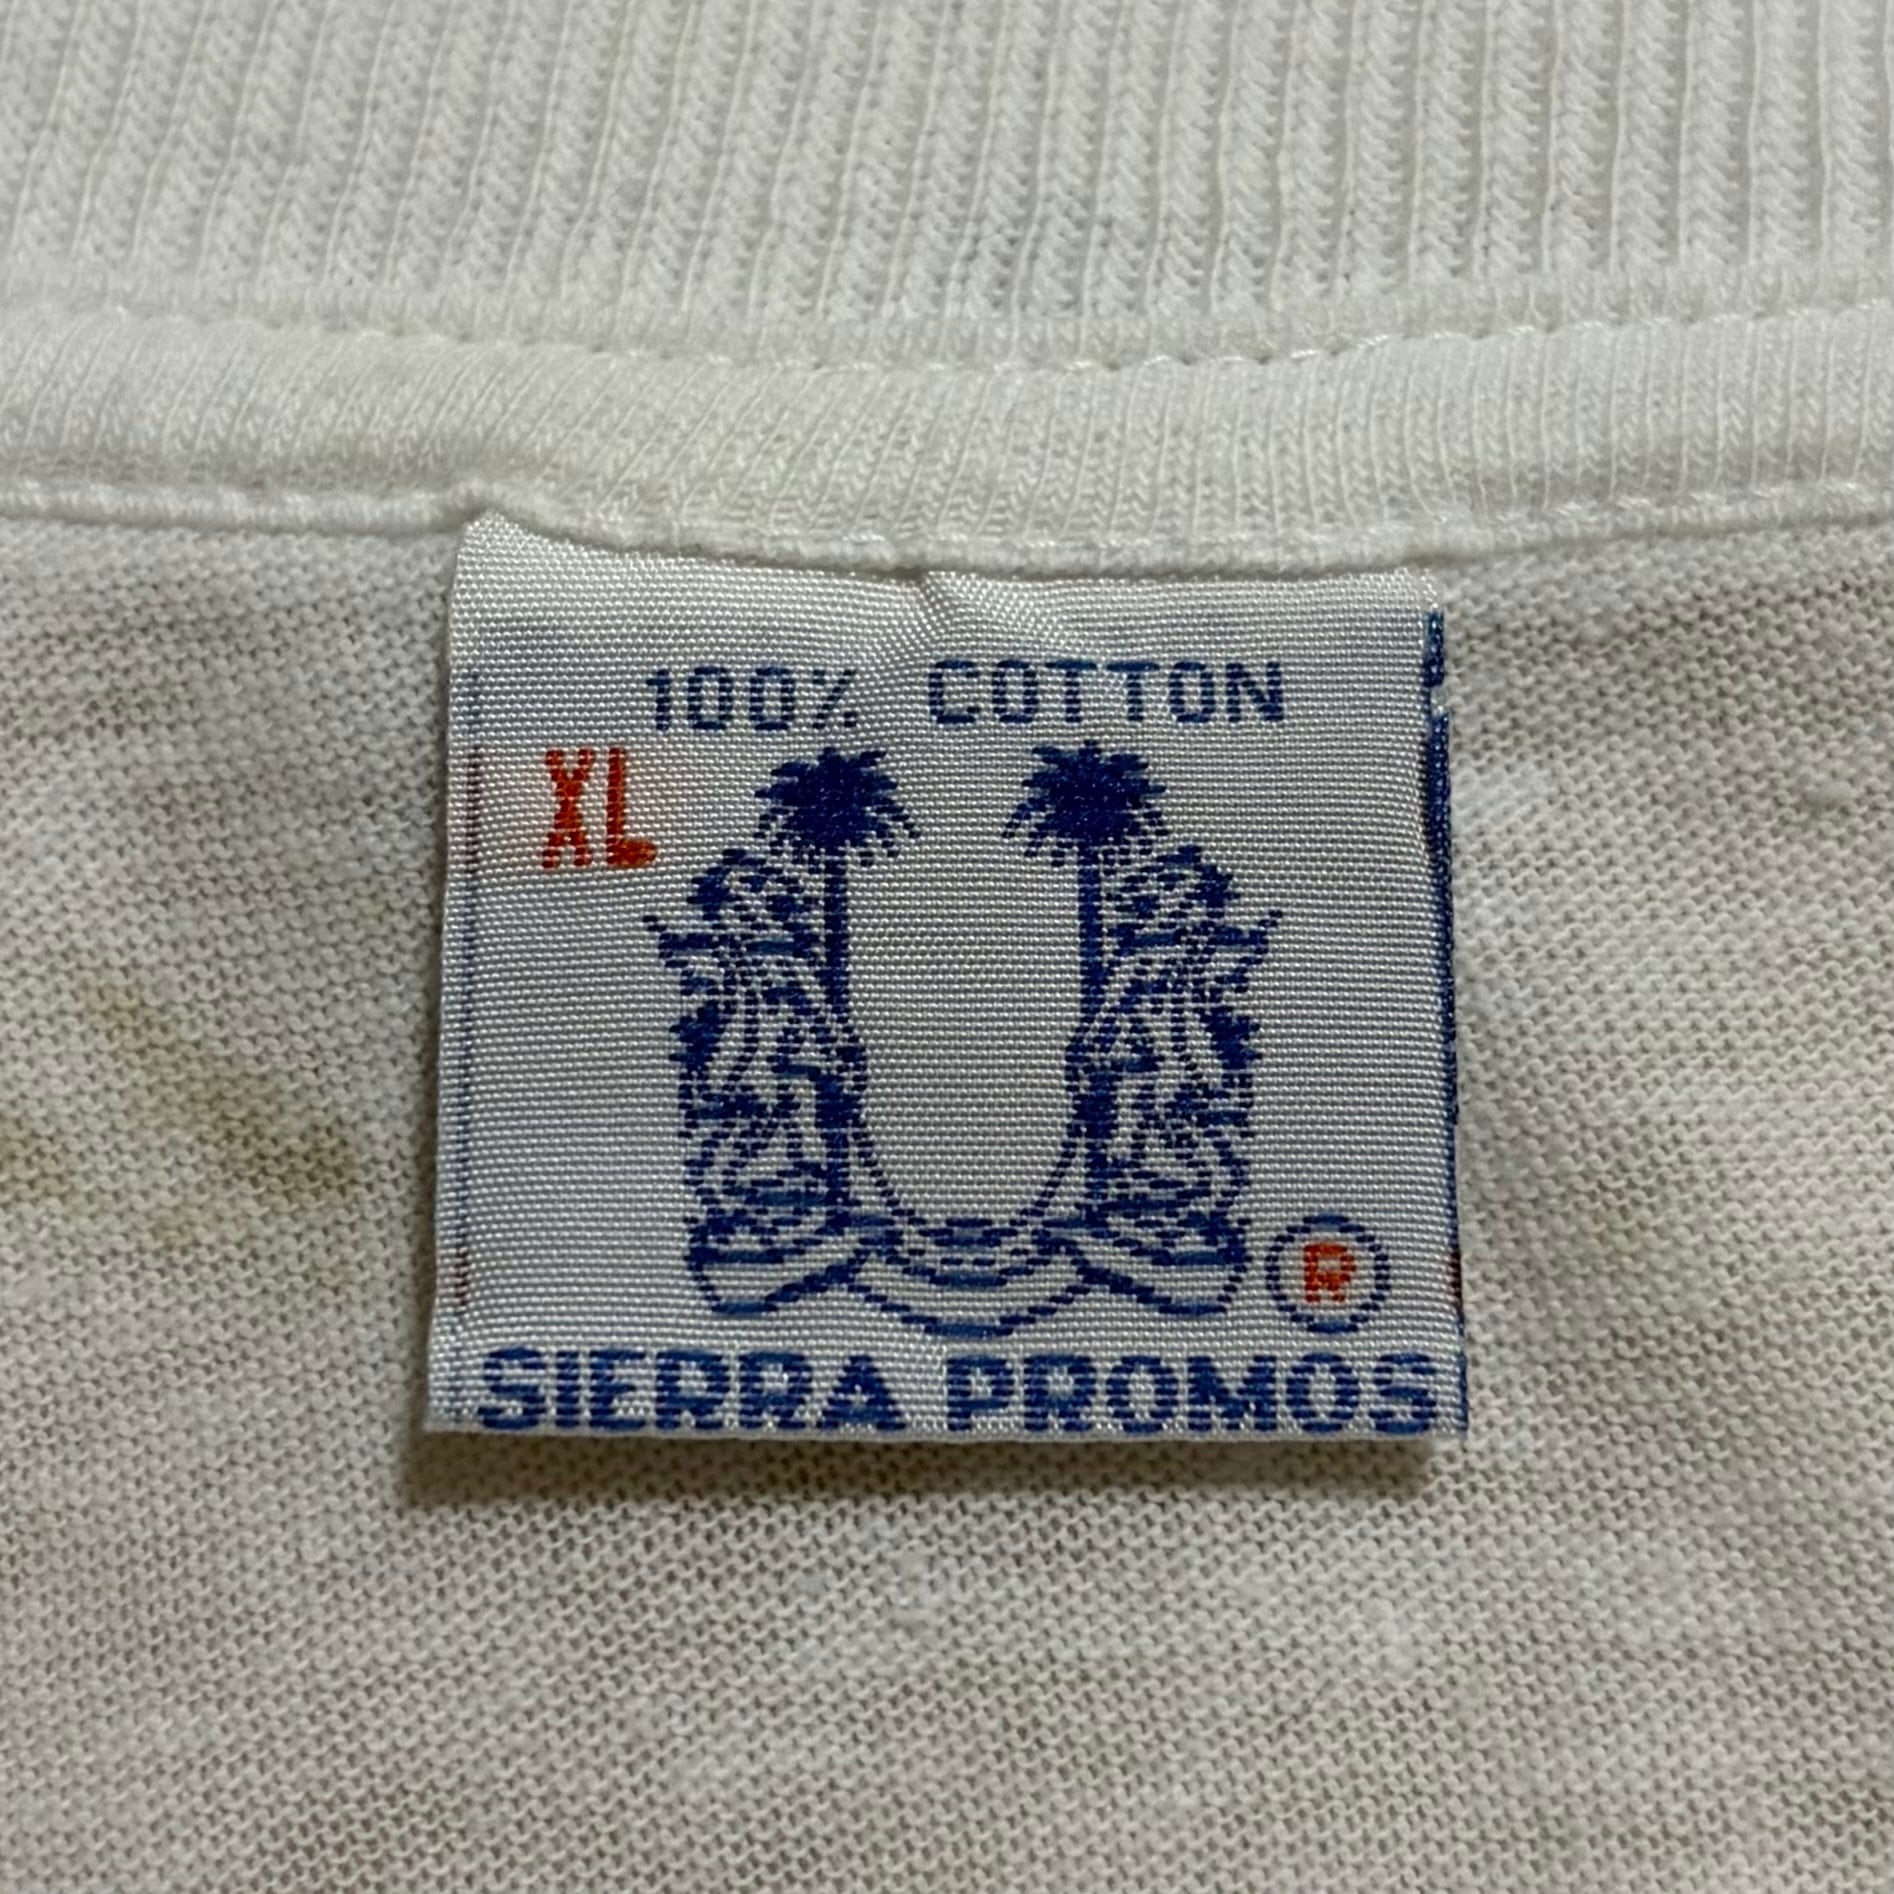 100% COTTON
XL
R
SIERRA PROMOS